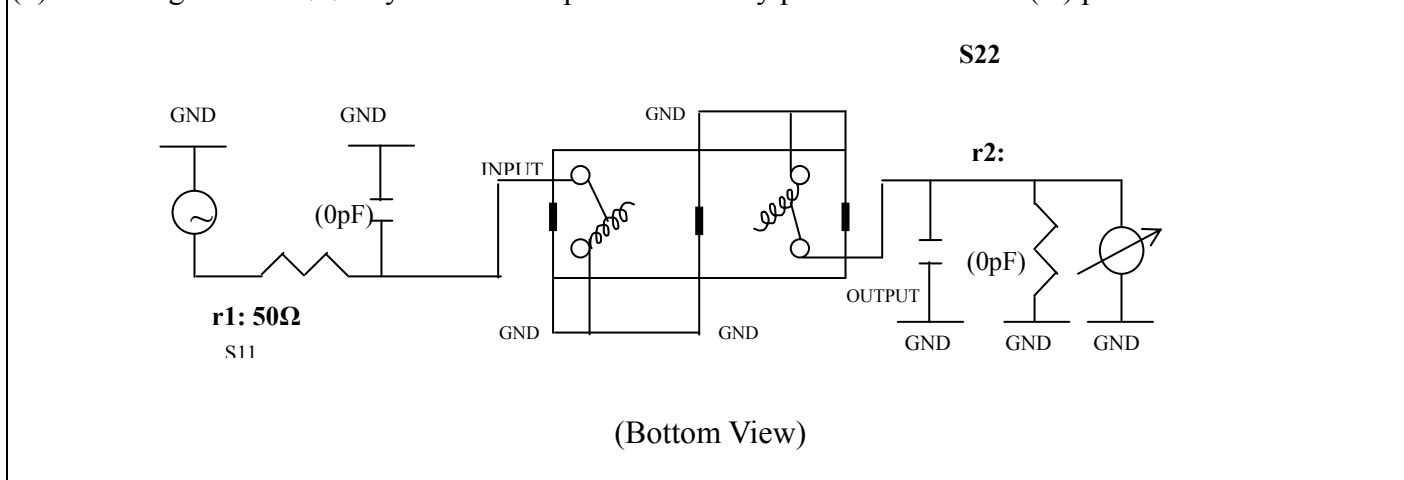 S22
GND GND GND
r2:
INPUT
(0pF)
(0pF)
OUTPUT
r1: 50Ω
GND GND
GND GND GND
S11
(Bottom View)